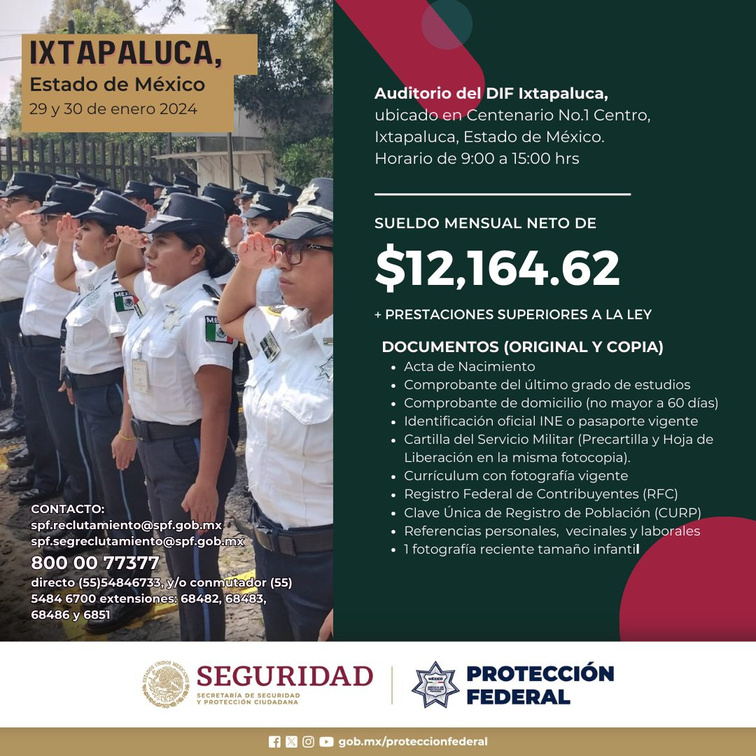 IXTAPALUCA,
Estado de México
29 y 30 de enero 2024
CONTACTO:
spf.reclutamiento@spf.gob.mx
spf.segreclutamiento@spf.gob.mx
800 00 77377
directo (55)54846733, y/o conmutador (55)
5484 6700 extensiones: 68482, 68483,
68486 y 6851
Auditorio del DIF Ixtapaluca,
ubicado en Centenario No.1 Centro,
Ixtapaluca, Estado de México.
Horario de 9:00 a 15:00 hrs
SUELDO MENSUAL NETO DE
$12,164.62
+ PRESTACIONES SUPERIORES A LA LEY
DOCUMENTOS (ORIGINAL Y COPIA)
• Acta de Nacimiento
• Comprobante del último grado de estudios
• Comprobante de domicilio (no mayor a 60 días)
• Identificación oficial INE o pasaporte vigente
• Cartilla del Servicio Militar (Precartilla y Hoja de
Liberación en la misma fotocopia).
• Currículum con fotografía vigente
• Registro Federal de Contribuyentes (RFC)
• Clave Única de Registro de Población (CURP)
• Referencias personales, vecinales y laborales
• 1 fotografía reciente tamaño infantil
SEGURIDAD
SECRETARÍA DE SEGURIDAD
Y PROTECCIÓN CIUDADANA
PROTECCIÓN
FEDERAL
gob.mx/proteccionfederal